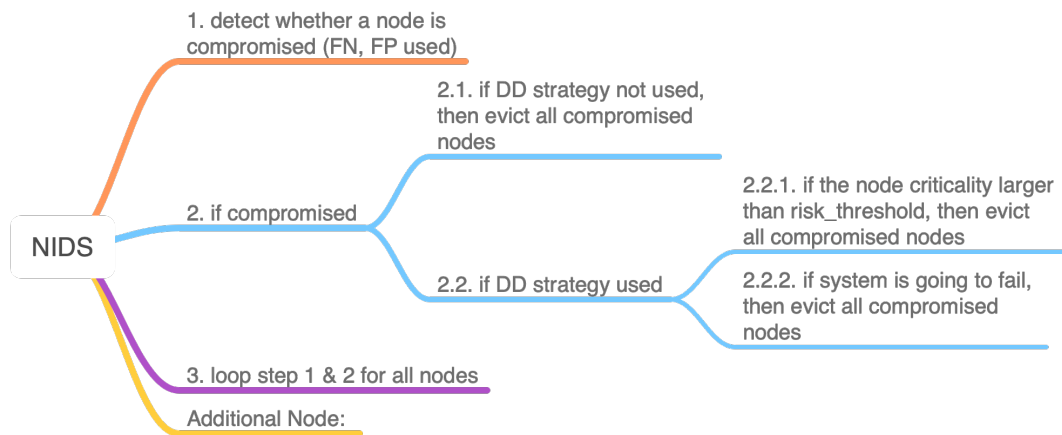 1. detect whether a node is
compromised (FN, FP used)
2.1. if DD strategy not used,
then evict all compromised
nodes
2.2.1. if the node criticality larger
than risk_threshold, then evict
all compromised nodes
2. if compromised
NIDS
2.2. if DD strategy used
2.2.2. if system is going to fail,
then evict all compromised
nodes
3. loop step 1 & 2 for all nodes
Additional Node: